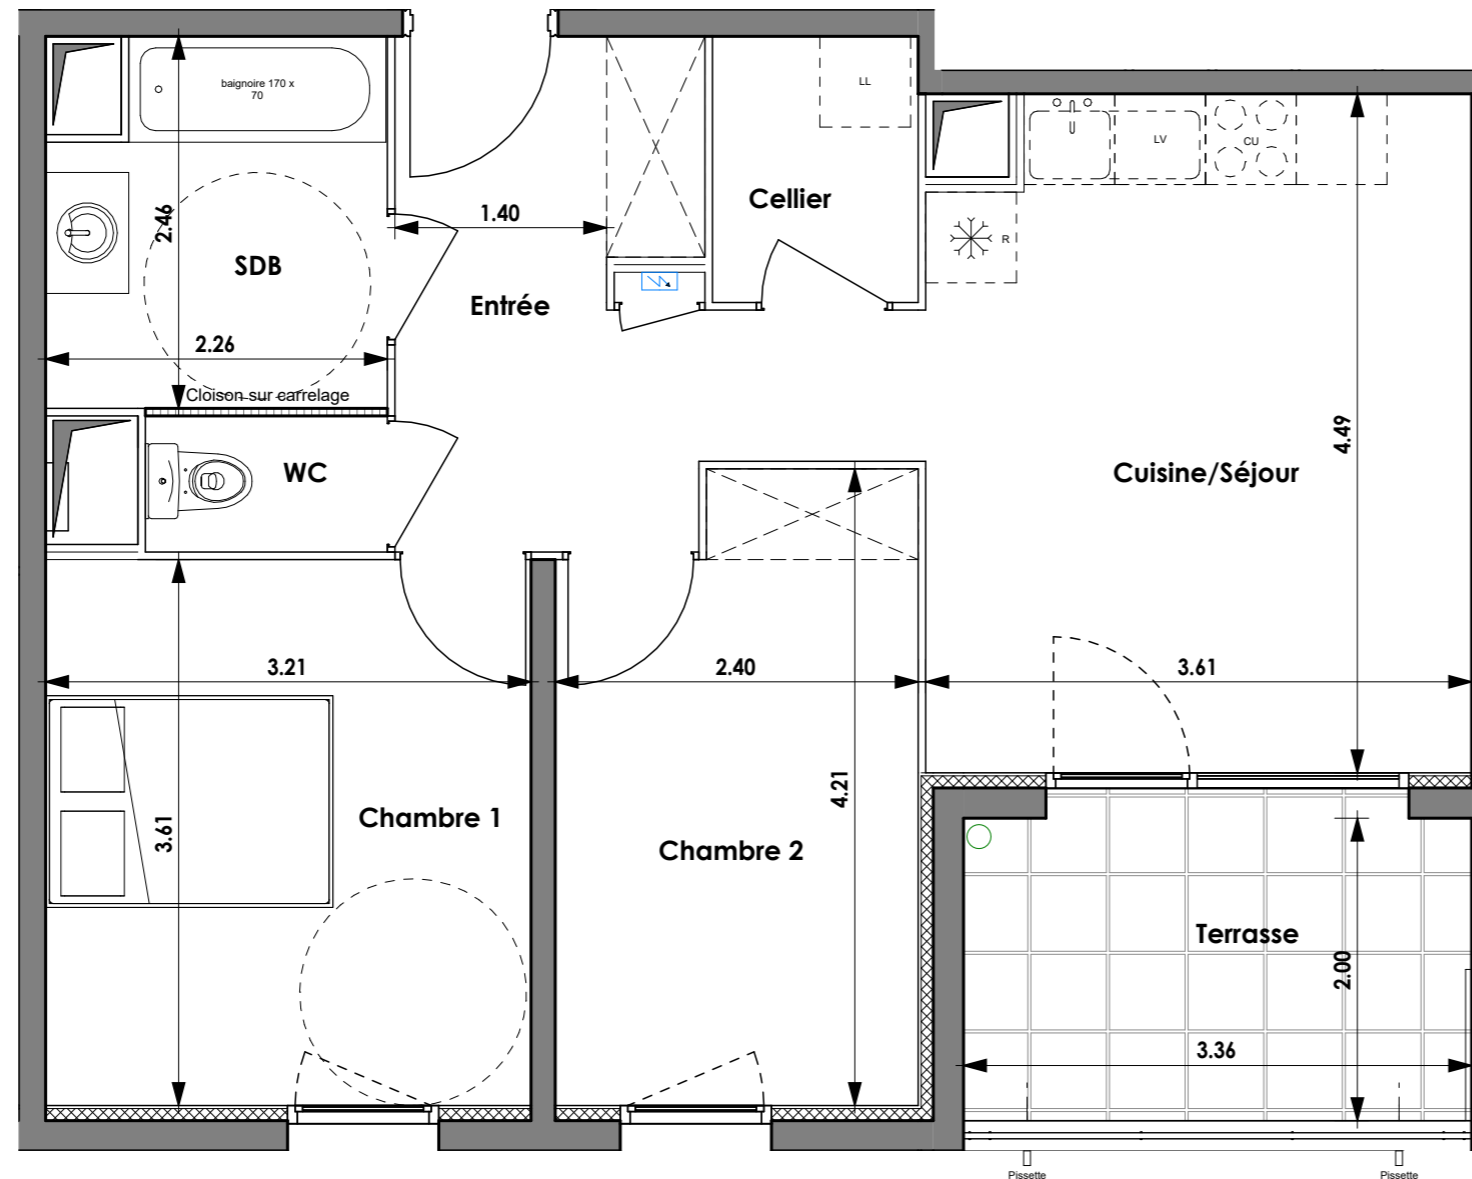 baignoire 170 x
70
LL
LV
CU
Cellier
2.46
1.40
R
SDB
Entrée
2.26
Cloison sur carrelage
4.49
WC
Cuisine/Séjour
3.21
2.40
3.61
4.21
3.61
Chambre 1
Chambre 2
Terrasse
2.00
3.36
Pissette
Pissette